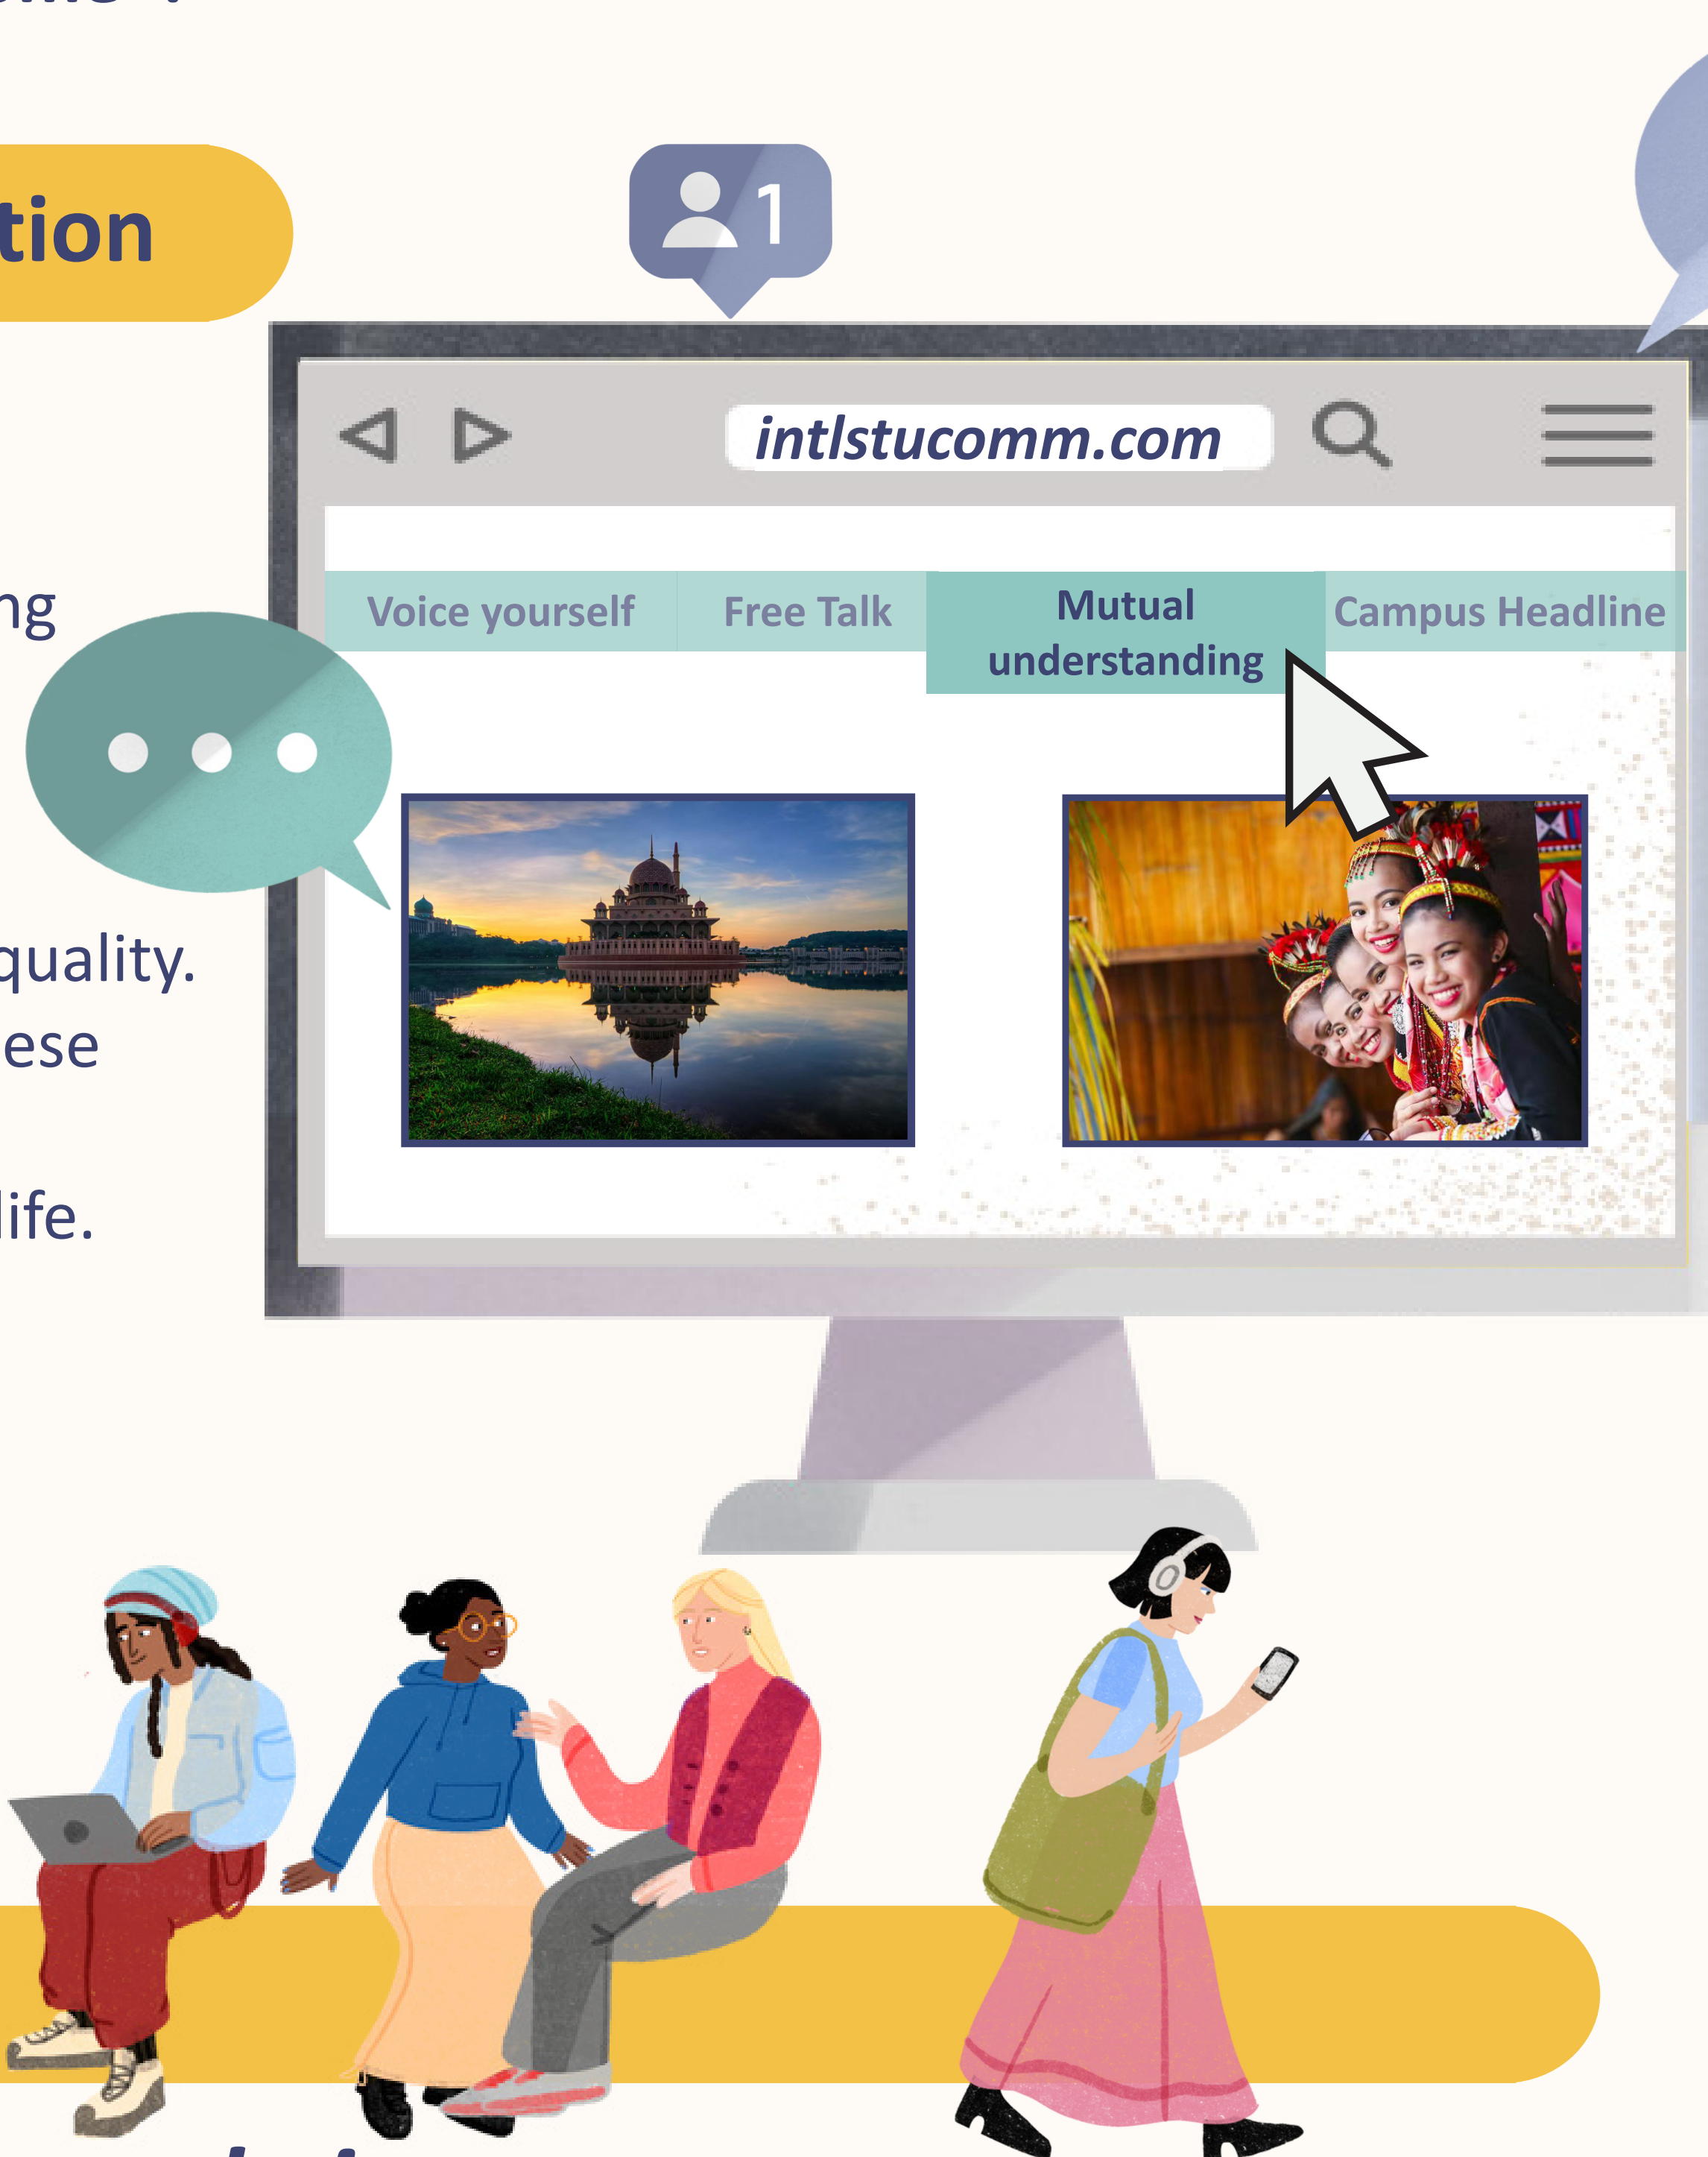 tion
1
intlstucomm.com
ng
Voice yourself
Free Talk
Mutual
understanding
Campus Headline
quality.
ese
life.